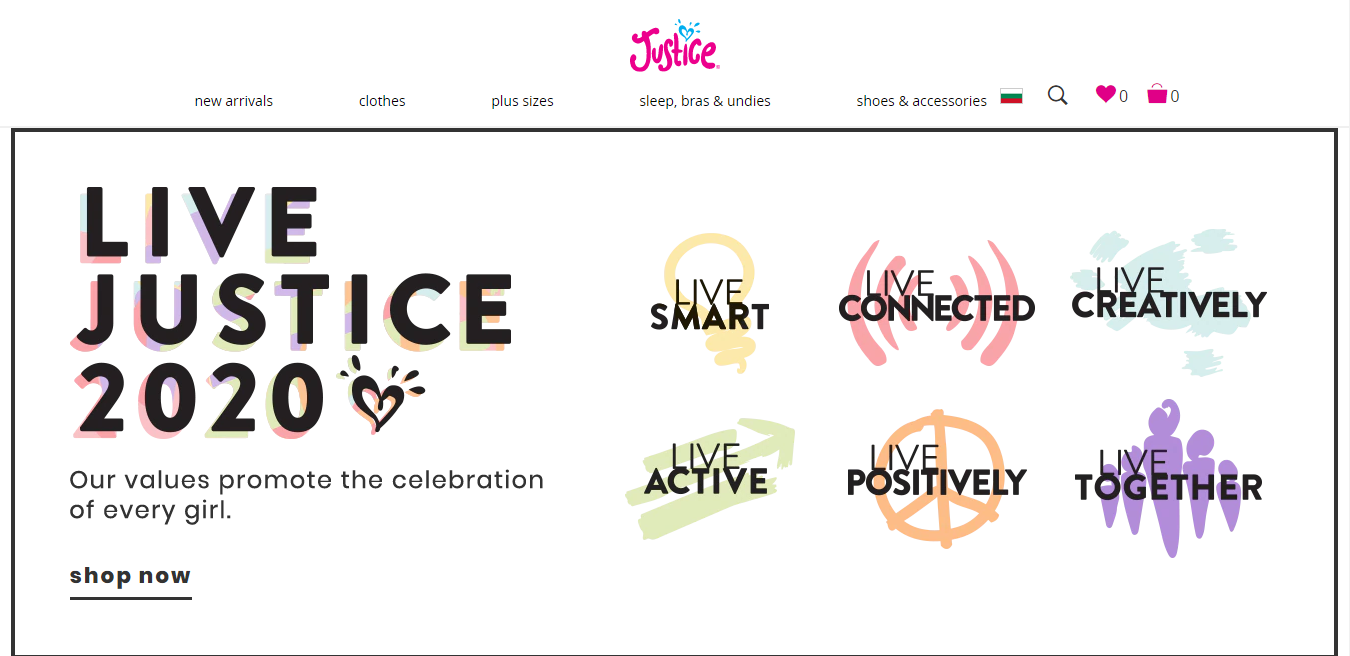 Justice
new arrivals
clothes
plus sizes
sleep, bras & undies
shoes & accessories
0
0
LIVE
JUSTICE
2020
Our values promote the celebration
of every girl.
shop now
LIVE
SMART
LIVE
CONNECTED
LIVE
CREATIVELY
LIVE
ACTIVE
LIVE
POSITIVELY
LIVE
TOGETHER